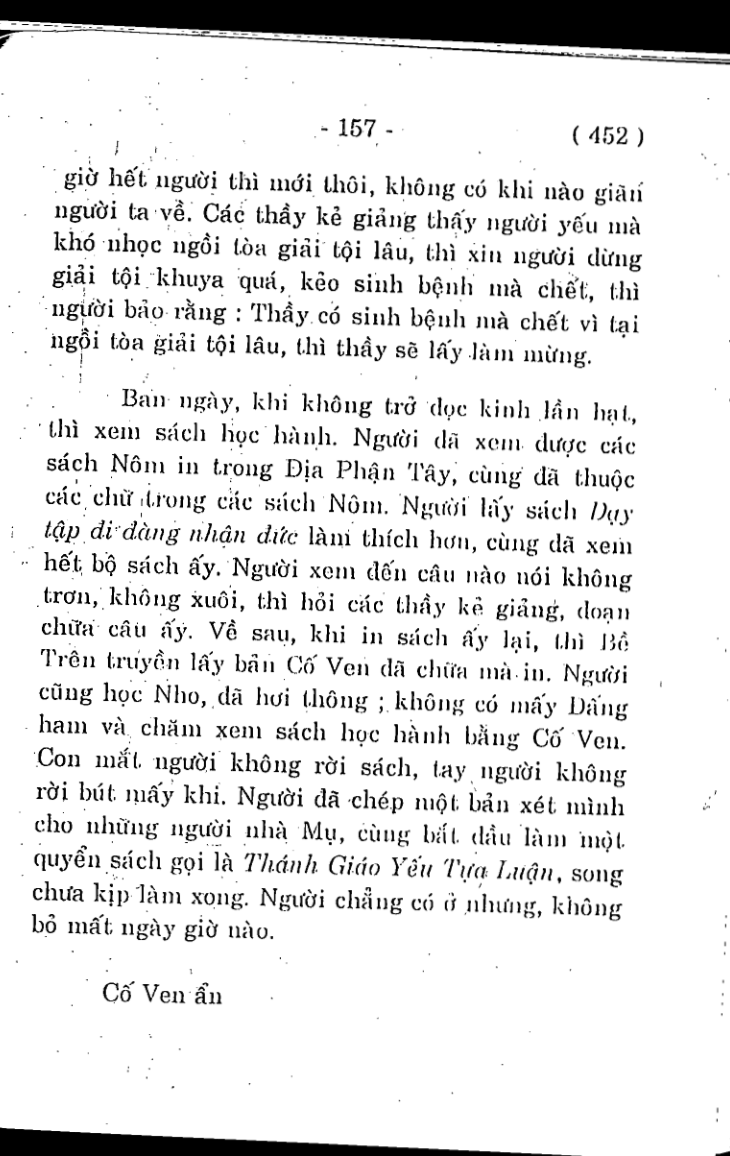 - 157 - ( 452 )
giờ hết người thì mới thôi, không có khi nào giãn
người ta về. Các thầy kẻ giảng thấy người yếu mà
khó nhọc ngồi tòa giải tội lâu, thì xin người đừng
giải tội khuya quá, kẻo sinh bệnh mà chết, thì
người bảo rằng : Thầy có sinh bệnh mà chết vì tại
ngồi tòa giải tội lâu, thì thầy sẽ lấy làm mừng.
Ban ngày, khi không trở đọc kinh lần hạt,
thì xem sách học hành. Người đã xem được các
sách Nôm in trong Địa Phận Tây, cùng đã thuộc
các chữ trong các sách Nôm. Người lấy sách Dạy
tập đi đàng nhận đức làm thích hơn, cùng đã xem
hết bộ sách ấy. Người xem đến câu nào nói không
trơn, không xuôi, thì hỏi các thầy kẻ giảng, đoạn
chữa câu ấy. Về sau, khi in sách ấy lại, thì Bề
Trên truyền lấy bản Cố Ven đã chữa mà in. Người
cũng học Nho, đã hơi thông ; không có mấy Đấng
ham và chăm xem sách học hành bằng Cố Ven.
Con mắt người không rời sách, tay người không
rời bút mấy khi. Người đã chép một bản xét mình
cho những người nhà Mụ, cùng bắt đầu làm một
quyển sách gọi là Thánh Giáo Yếu Tựa Luận, song
chưa kịp làm xong. Người chẳng có ở nhưng, không
bỏ mất ngày giờ nào.
Cố Ven ẩn